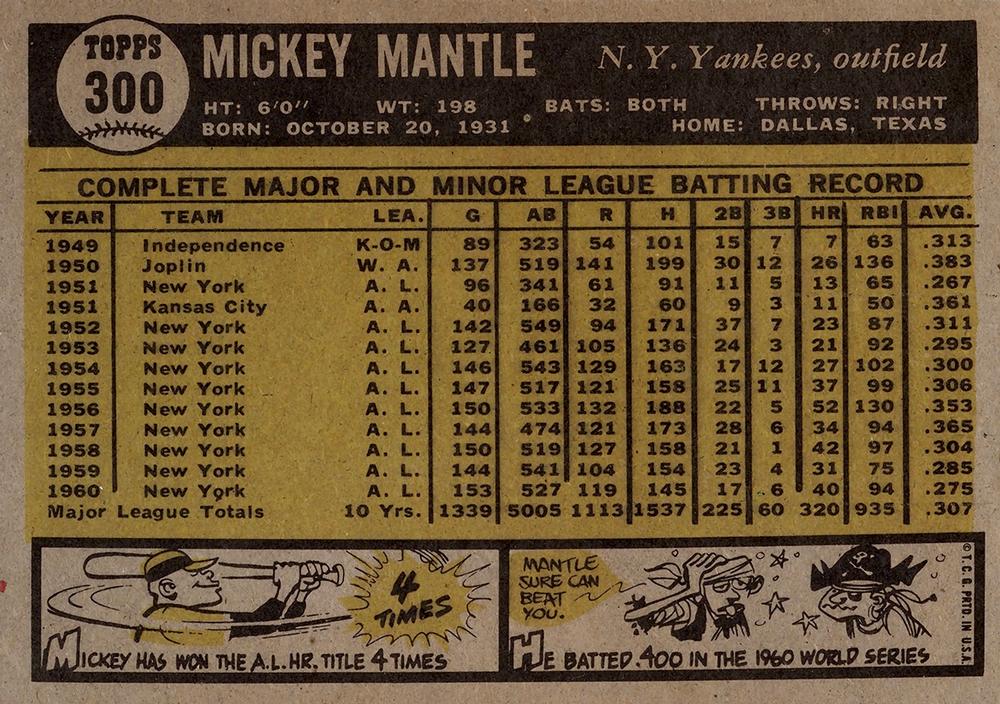 TOPPS
300
MICKEY MANTLE
N. Y. Yankees, outfield
HT: 6'0" WT: 198 BATS: BOTH THROWS: RIGHT
BORN: OCTOBER 20, 1931 HOME: DALLAS, TEXAS
COMPLETE MAJOR AND MINOR LEAGUE BATTING RECORD
YEAR TEAM LEA. G AB R H 2B 3B HR RBI AVG.
1949 Independence K-O-M 89 323 54 101 15 7 7 63 .313
1950 Joplin W. A. 137 519 141 199 30 12 26 136 .383
1951 New York A. L. 96 341 61 91 11 5 13 65 .267
1951 Kansas City A. A. 40 166 32 60 9 3 11 50 .361
1952 New York A. L. 142 549 94 171 37 7 23 87 .311
1953 New York A. L. 127 461 105 136 24 3 21 92 .295
1954 New York A. L. 146 543 129 163 17 12 27 102 .300
1955 New York A. L. 147 517 121 158 25 11 37 99 .306
1956 New York A. L. 150 533 132 188 22 5 52 130 .353
1957 New York A. L. 144 474 121 173 28 6 34 94 .365
1958 New York A. L. 150 519 127 158 21 1 42 97 .304
1959 New York A. L. 144 541 104 154 23 4 31 75 .285
1960 New York A. L. 153 527 119 145 17 6 40 94 .275
Major League Totals 10 Yrs. 1339 5005 1113 1537 225 60 320 935 .307
4
TIMES
MICKEY HAS WON THE A.L. HR. TITLE 4 TIMES
MANTLE
SURE CAN
BEAT
YOU.
HE BATTED .400 IN THE 1960 WORLD SERIES
© T. C. G. PRTD. IN U.S.A.